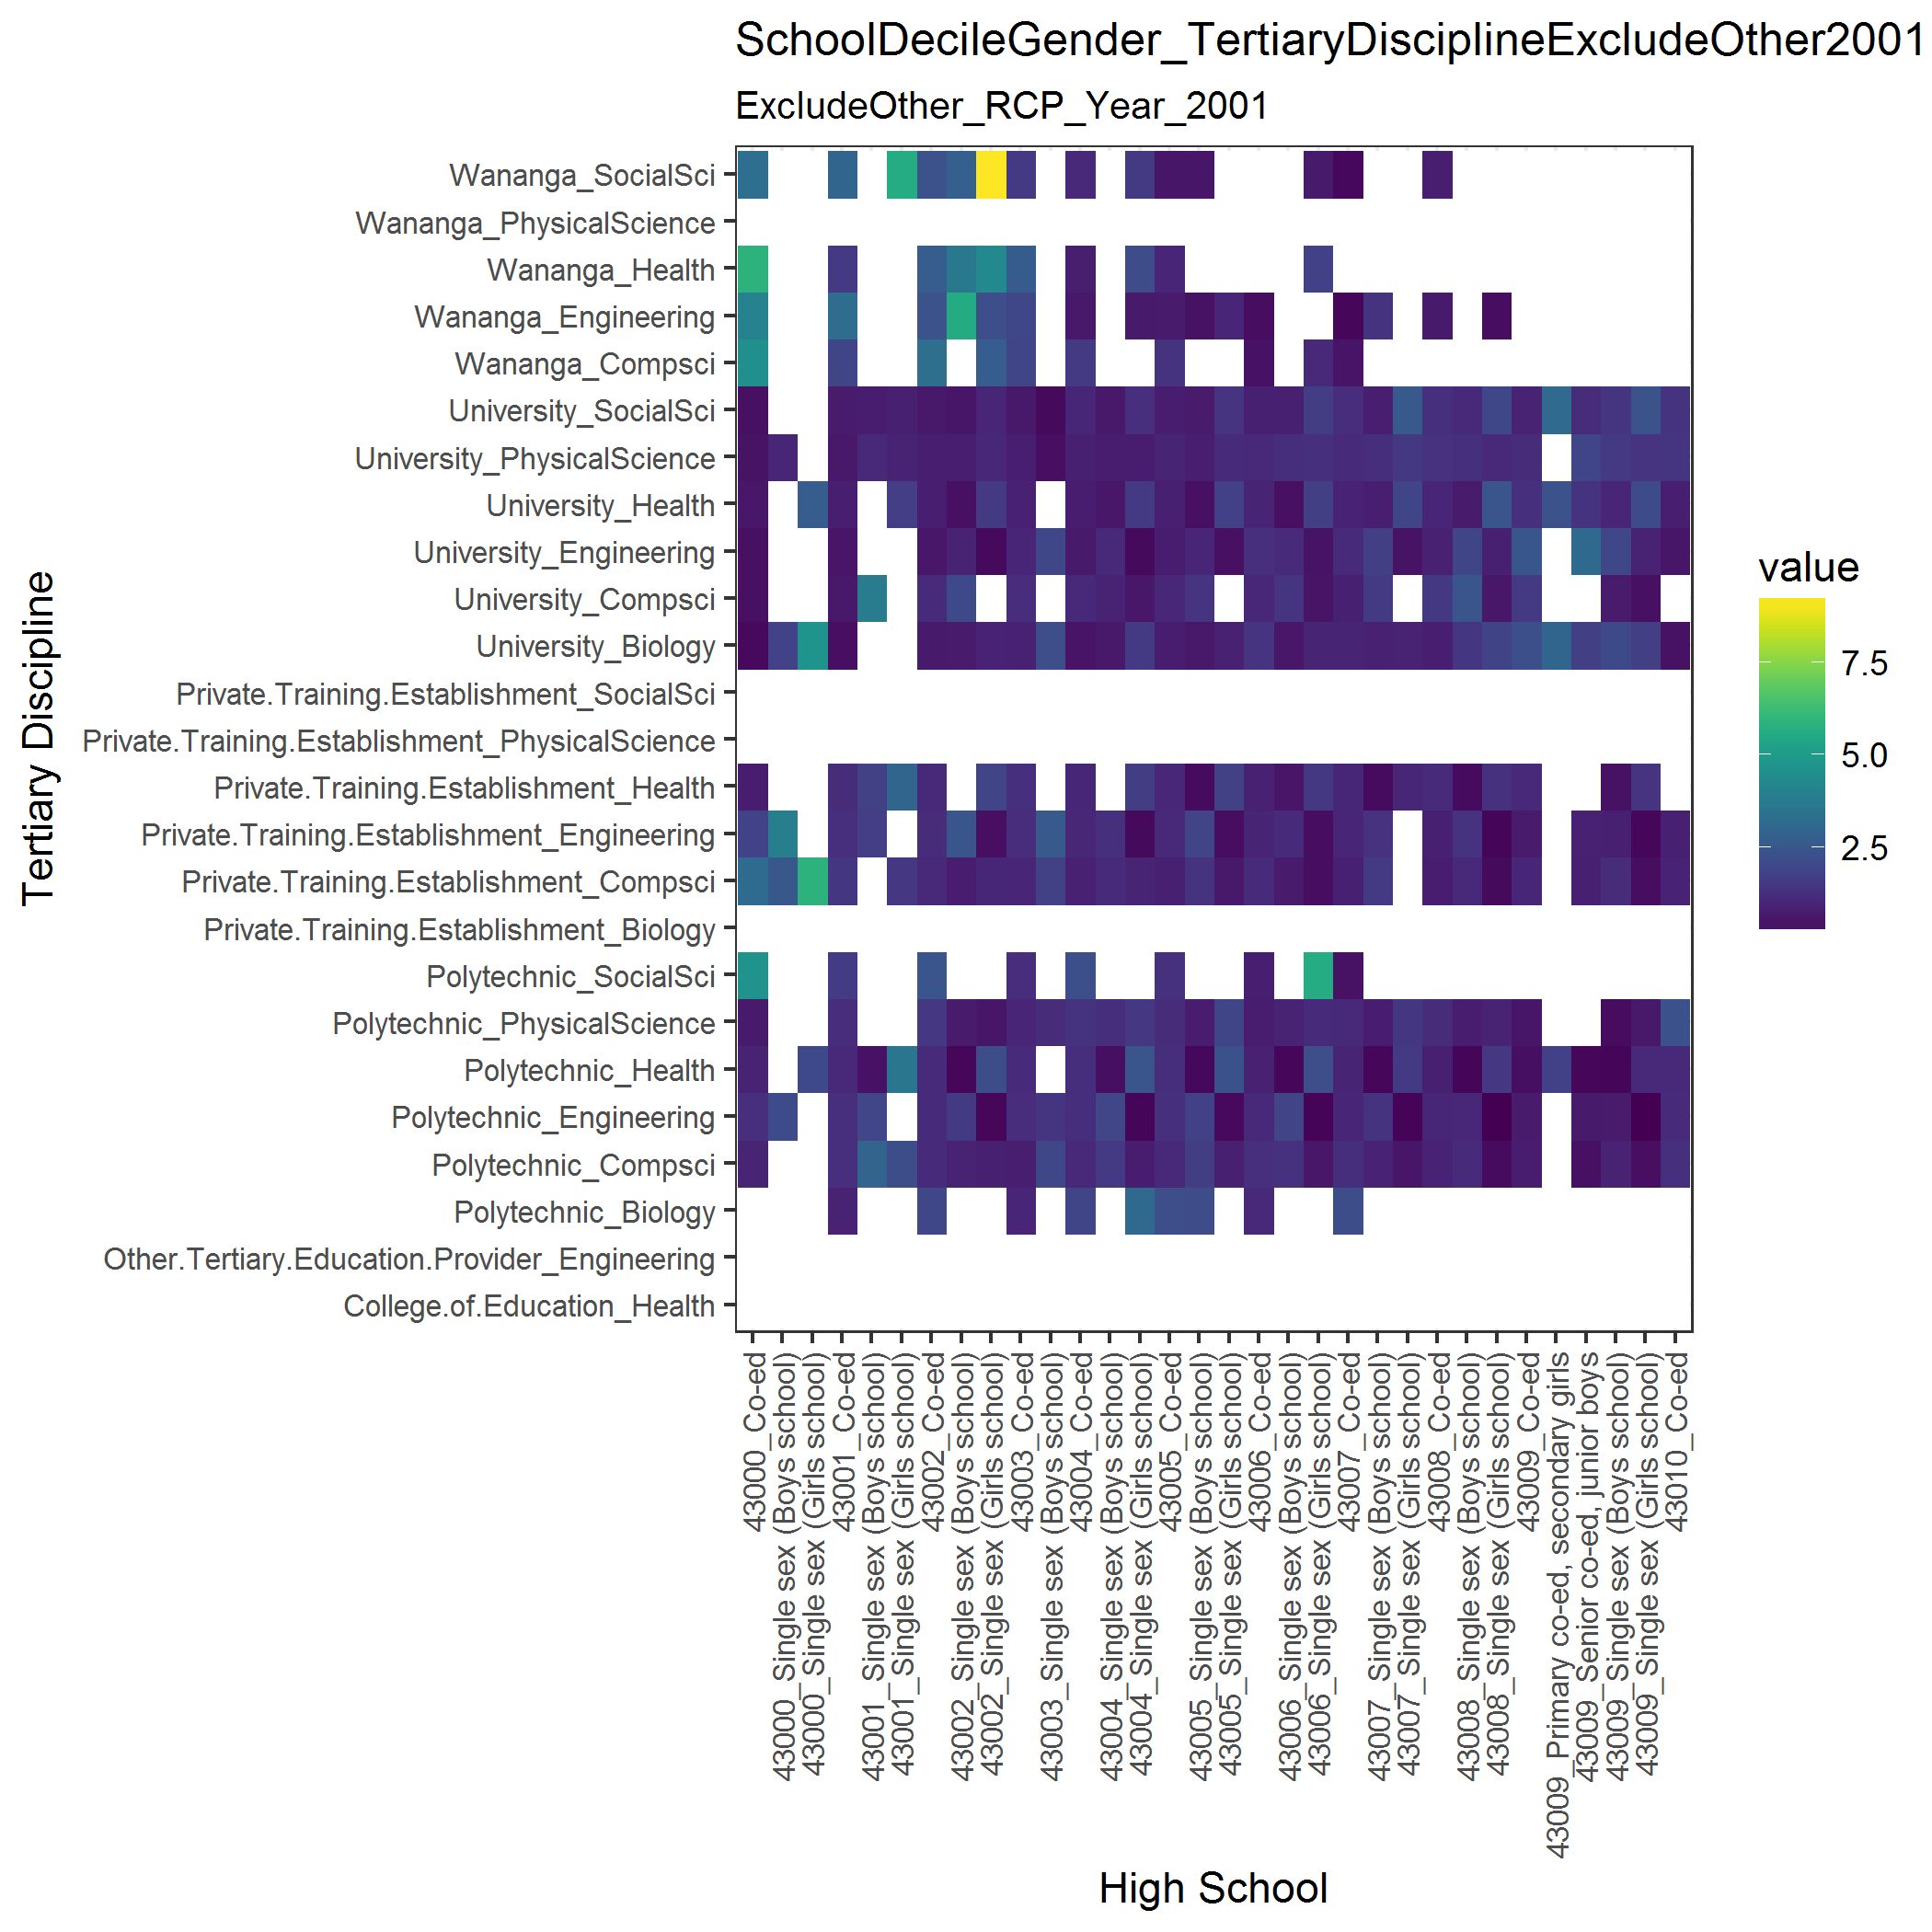 SchoolDecileGender_TertiaryDisciplineExcludeOther2001
ExcludeOther_RCP_Year_2001
Tertiary Discipline
Wananga_SocialSci
Wananga_PhysicalScience
Wananga_Health
Wananga_Engineering
Wananga_Compsci
University_SocialSci
University_PhysicalScience
University_Health
University_Engineering
University_Compsci
University_Biology
Private.Training.Establishment_SocialSci
Private.Training.Establishment_PhysicalScience
Private.Training.Establishment_Health
Private.Training.Establishment_Engineering
Private.Training.Establishment_Compsci
Private.Training.Establishment_Biology
Polytechnic_SocialSci
Polytechnic_PhysicalScience
Polytechnic_Health
Polytechnic_Engineering
Polytechnic_Compsci
Polytechnic_Biology
Other.Tertiary.Education.Provider_Engineering
College.of.Education_Health
43000_Co-ed
43000_Single sex (Boys school)
43000_Single sex (Girls school)
43001_Co-ed
43001_Single sex (Boys school)
43001_Single sex (Girls school)
43002_Co-ed
43002_Single sex (Boys school)
43002_Single sex (Girls school)
43003_Co-ed
43003_Single sex (Boys school)
43004_Co-ed
43004_Single sex (Boys school)
43004_Single sex (Girls school)
43005_Co-ed
43005_Single sex (Boys school)
43005_Single sex (Girls school)
43006_Co-ed
43006_Single sex (Boys school)
43006_Single sex (Girls school)
43007_Co-ed
43007_Single sex (Boys school)
43007_Single sex (Girls school)
43008_Co-ed
43008_Single sex (Boys school)
43008_Single sex (Girls school)
43009_Co-ed
43009_Primary co-ed, secondary girls
43009_Senior co-ed, junior boys
43009_Single sex (Boys school)
43009_Single sex (Girls school)
43010_Co-ed
High School
value
7.5
5.0
2.5